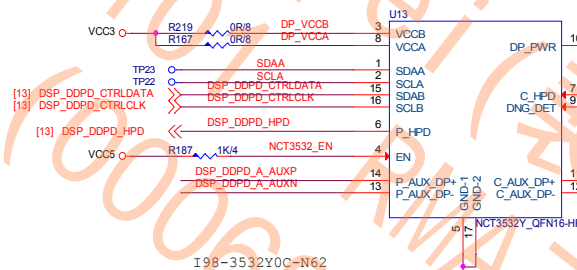 U13
VCC3 R219 0R/8 DP_VCCB 3 VCCB
R167 0R/8 DP_VCCA 8 VCCA DP_PWR
TP23 SDAA 1 SDAA
TP22 SCLA 2 SCLA
[13] DSP_DDPD_CTRLDATA DSP_DDPD_CTRLDATA 15 SDAB C_HPD 7
[13] DSP_DDPD_CTRLCLK DSP_DDPD_CTRLCLK 16 SCLB DNG_DET 9
[13] DSP_DDPD_HPD DSP_DDPD_HPD 6 P_HPD
VCC5 R187 1K/4 NCT3532_EN 4 EN
DSP_DDPD_A_AUXP 14 P_AUX_DP+ C_AUX_DP+
DSP_DDPD_A_AUXN 13 P_AUX_DP- C_AUX_DP-
GND-1
GND-2
5 17
I98-3532Y0C-N62